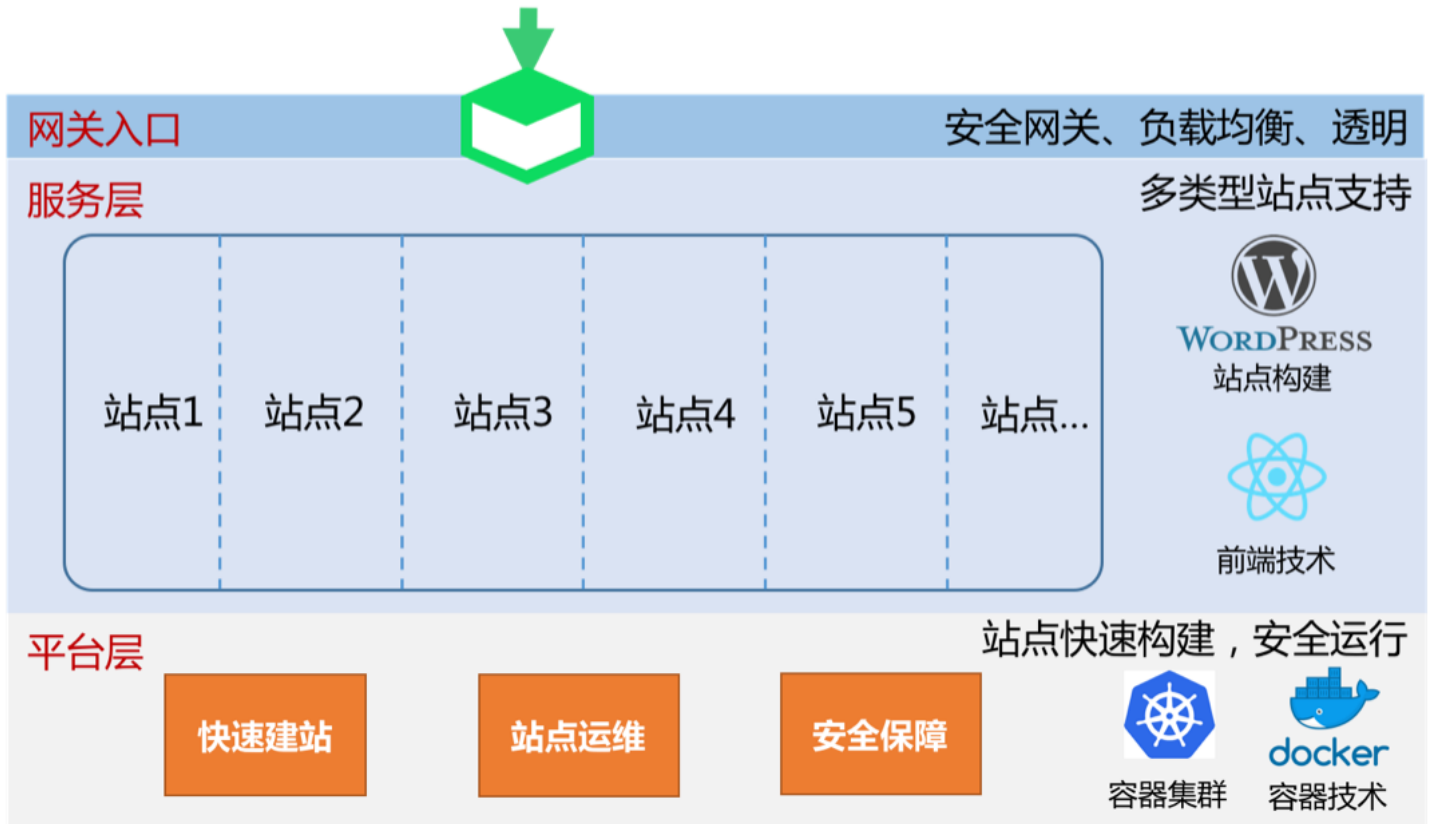 网关入口
安全网关、负载均衡、透明
服务层
多类型站点支持
站点1
站点2
站点3
站点4
站点5
站点...
WORDPRESS
站点构建
前端技术
平台层
站点快速构建，安全运行
快速建站
站点运维
安全保障
docker
容器集群
容器技术